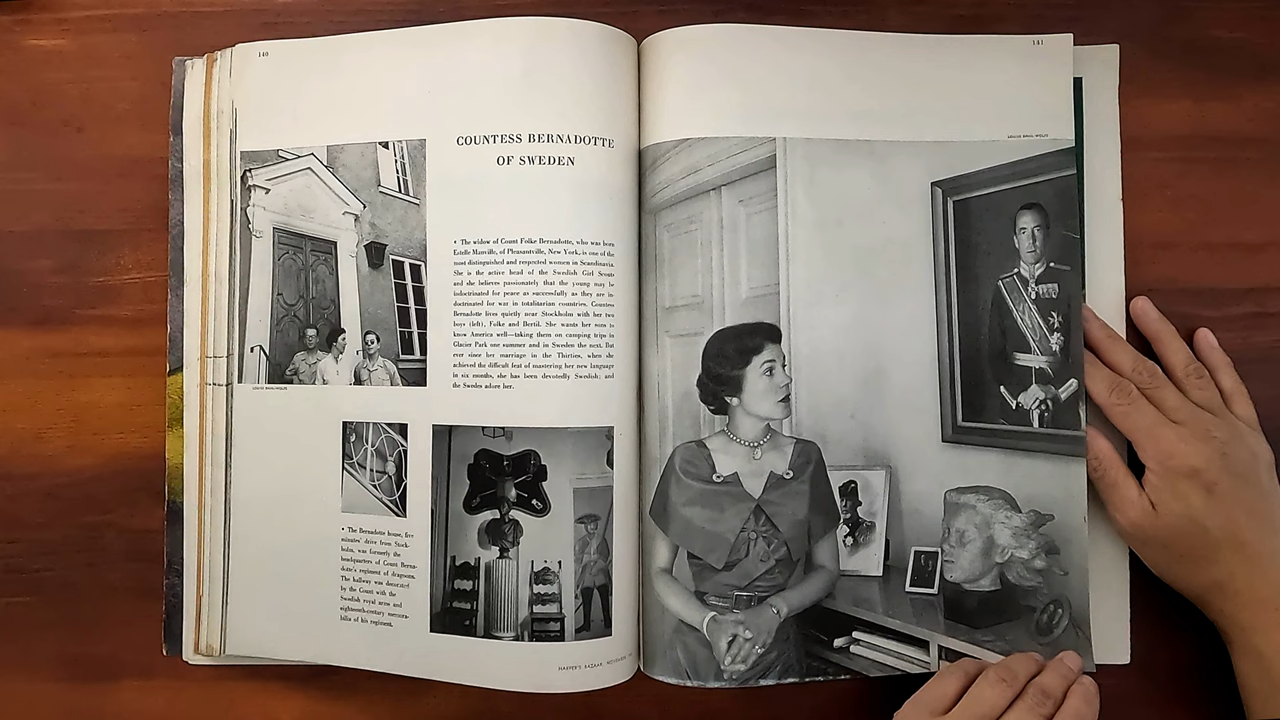 140
COUNTESS BERNADOTTE
OF SWEDEN
• The widow of Count Folke Bernadotte, who was born
Estelle Manville, of Pleasantville, New York, is one of the
most distinguished and respected women in Scandinavia.
She is the active head of the Swedish Girl Scouts
and she believes passionately that the young may be
indoctrinated for peace as successfully as they are in-
doctrinated for war in totalitarian countries. Countess
Bernadotte lives quietly near Stockholm with her two
boys (left), Folke and Bertil. She wants her sons to
know America well—taking them on camping trips in
Glacier Park one summer and in Sweden the next. But
ever since her marriage in the Thirties, when she
achieved the difficult feat of mastering her new language
in six months, she has been devotedly Swedish; and
the Swedes adore her.
LOUISE DAHL-WOLFE
• The Bernadotte house, five
minutes' drive from Stock-
holm, was formerly the
headquarters of Count Berna-
dotte's regiment of dragoons.
The hallway was decorated
by the Count with the
Swedish royal arms and
eighteenth-century memora-
bilia of his regiment.
HARPER'S BAZAAR, NOVEMBER
141
LOUISE DAHL-WOLFE